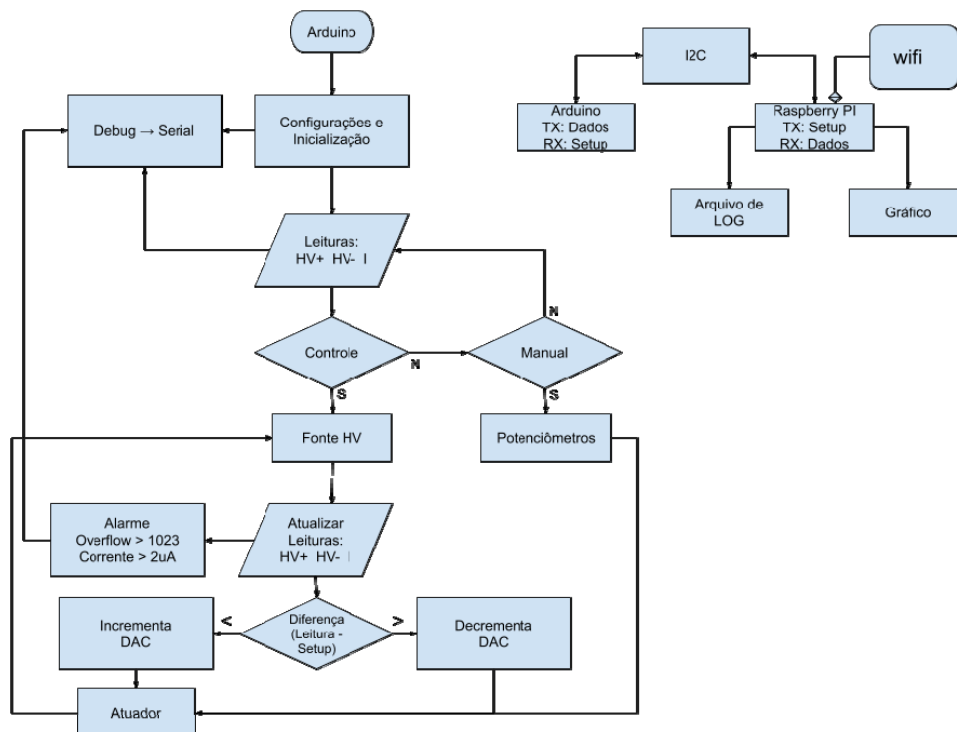 Arduino
I2C
wifi
Debug → Serial
Configurações e
Inicialização
Arduino
TX: Dados
RX: Setup
Raspberry PI
TX: Setup
RX: Dados
Leituras:
HV+ HV- I
Arquivo de
LOG
Gráfico
N
Controle
N
Manual
S
S
Fonte HV
Potenciômetros
Alarme
Overflow > 1023
Corrente > 2uA
Atualizar
Leituras:
HV+ HV- I
Incrementa
DAC
<
Diferença
(Leitura -
Setup)
>
Decrementa
DAC
Atuador